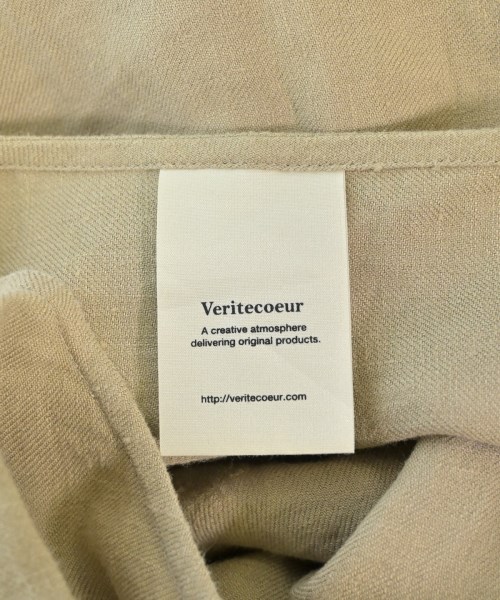 Veritecoeur
A creative atmosphere
delivering original products.
http://veritecoeur.com